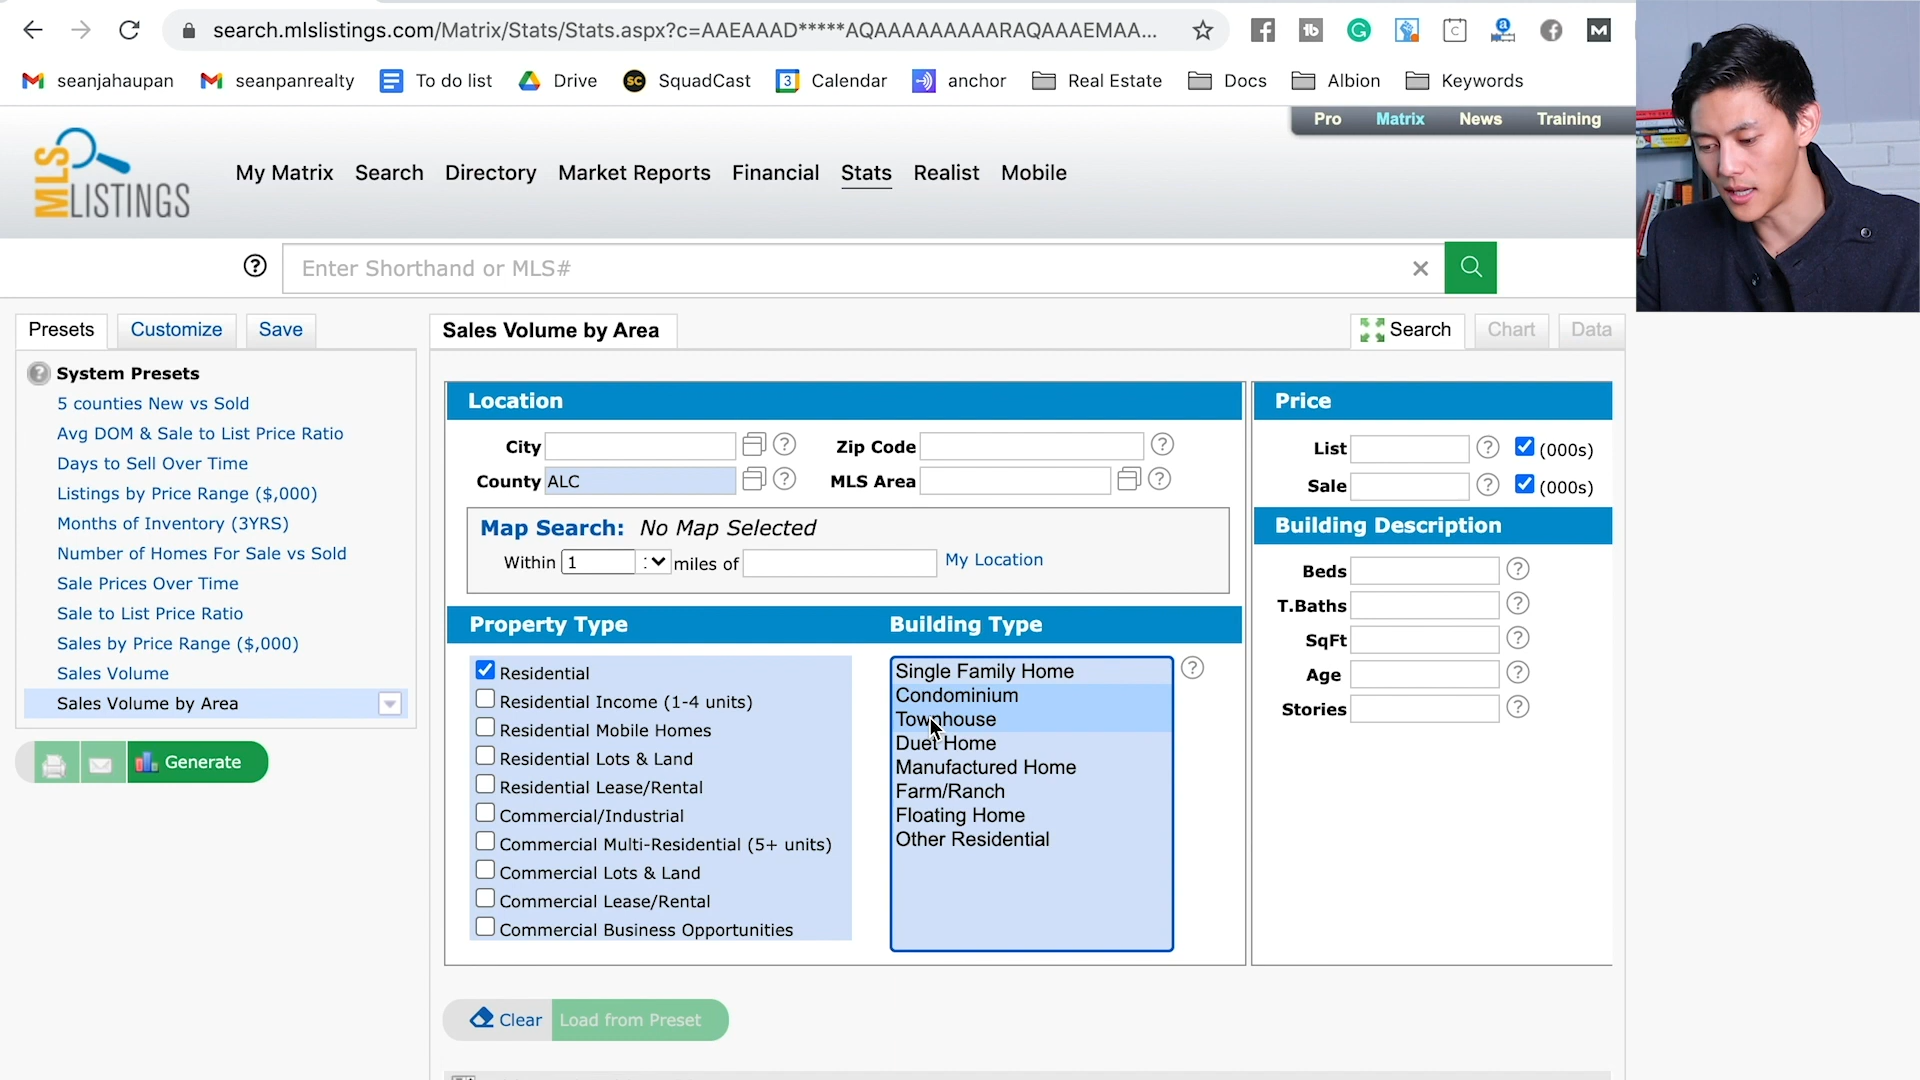 search.mlslistings.com/Matrix/Stats/Stats.aspx?c=AAEAAAD*****AQAAAAAAAAARAQAAAEMAA...
seanjahaupan seanpanrealty To do list Drive SC SquadCast 3 Calendar anchor Real Estate Docs Albion Keywords
Pro Matrix News Training
MLS LISTINGS
My Matrix Search Directory Market Reports Financial Stats Realist Mobile
Enter Shorthand or MLS#
Presets Customize Save
System Presets
5 counties New vs Sold
Avg DOM & Sale to List Price Ratio
Days to Sell Over Time
Listings by Price Range ($,000)
Months of Inventory (3YRS)
Number of Homes For Sale vs Sold
Sale Prices Over Time
Sale to List Price Ratio
Sales by Price Range ($,000)
Sales Volume
Sales Volume by Area
Generate
Sales Volume by Area Search Chart Data
Location
City Zip Code
County ALC MLS Area
Map Search: No Map Selected
Within 1 miles of My Location
Property Type
Residential
Residential Income (1-4 units)
Residential Mobile Homes
Residential Lots & Land
Residential Lease/Rental
Commercial/Industrial
Commercial Multi-Residential (5+ units)
Commercial Lots & Land
Commercial Lease/Rental
Commercial Business Opportunities
Building Type
Single Family Home
Condominium
Townhouse
Duet Home
Manufactured Home
Farm/Ranch
Floating Home
Other Residential
Price
List (000s)
Sale (000s)
Building Description
Beds
T.Baths
SqFt
Age
Stories
Clear Load from Preset